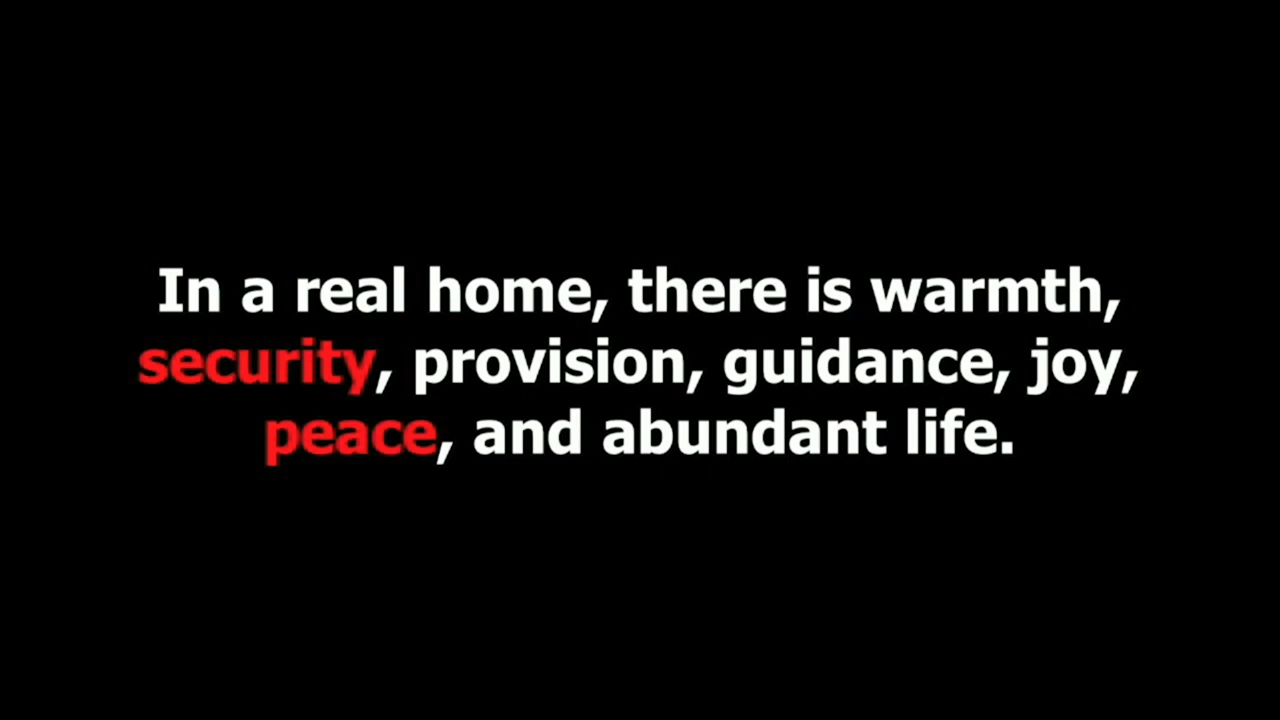 In a real home, there is warmth,
security, provision, guidance, joy,
peace, and abundant life.